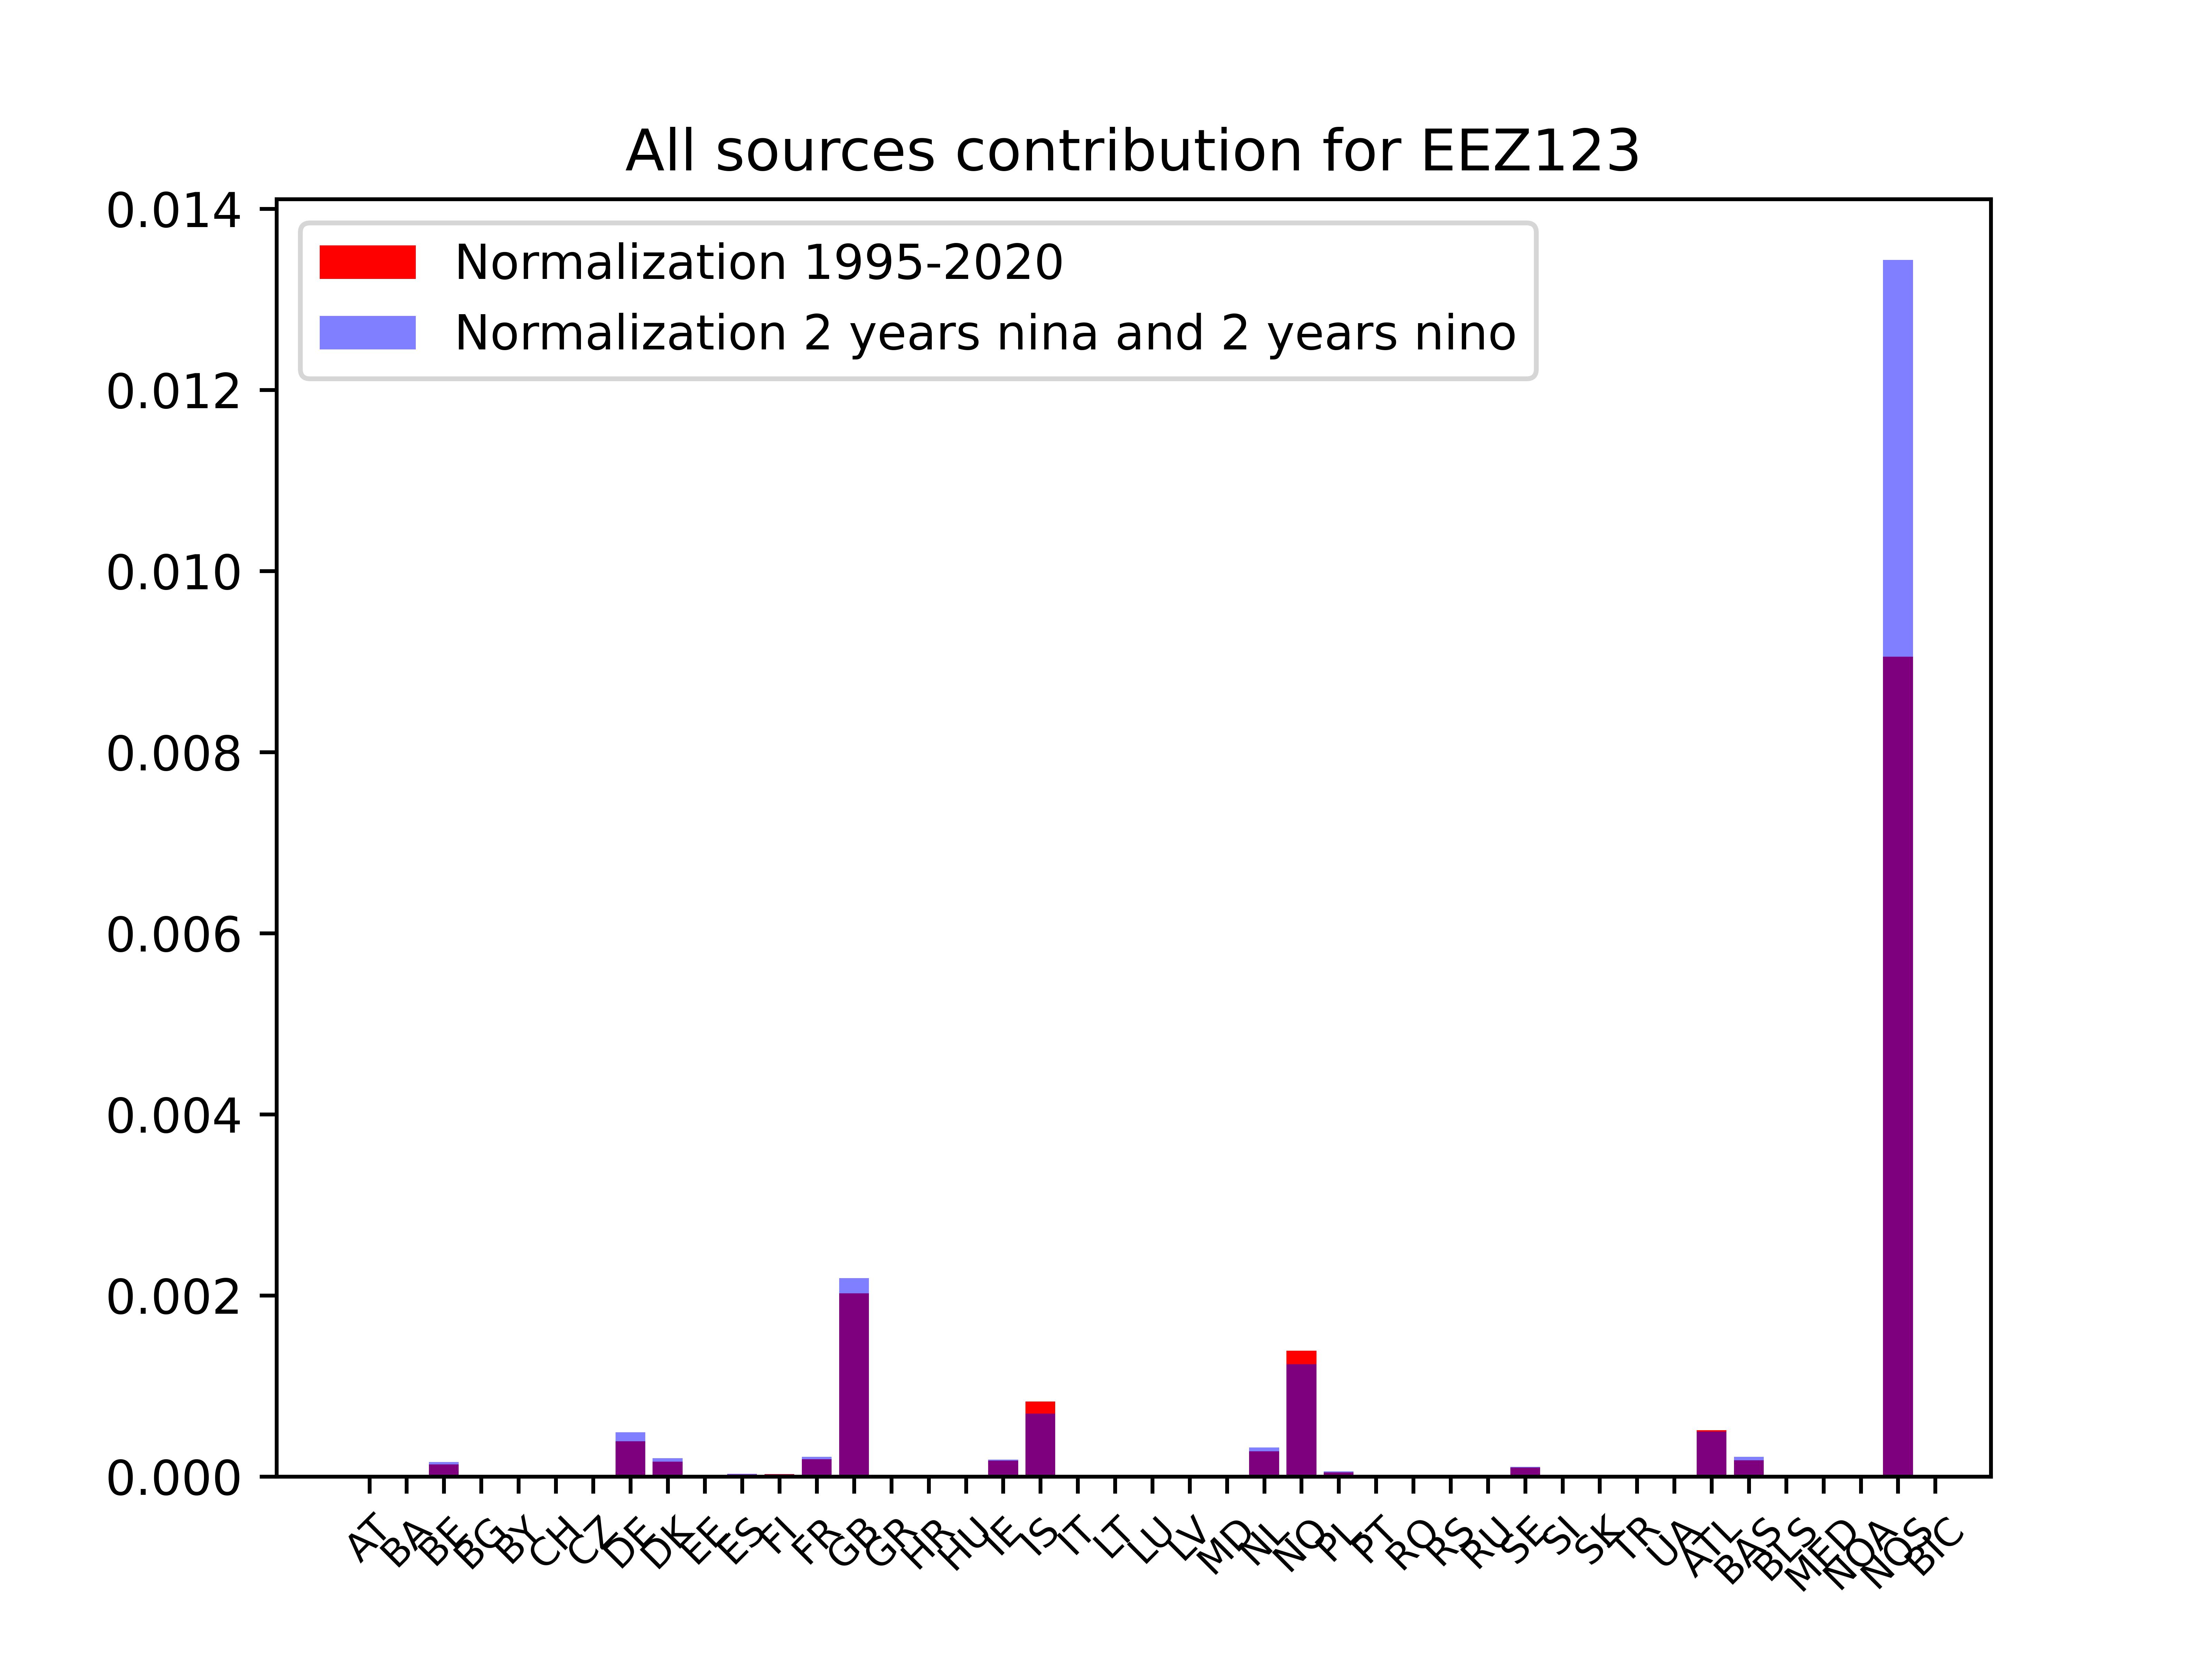 All sources contribution for EEZ123
0.014
Normalization 1995-2020
Normalization 2 years nina and 2 years nino
0.012
0.010
0.008
0.006
0.004
0.002
0.000
AT BA BE BG BY CH CZ DE DK EE ES FI FR GB GR HR HU IE IS IT LT LU LV MD NL NO PL PT RO RS RU SE SI SK TR UA ATL BAS BLS MED NOA NOS BIC